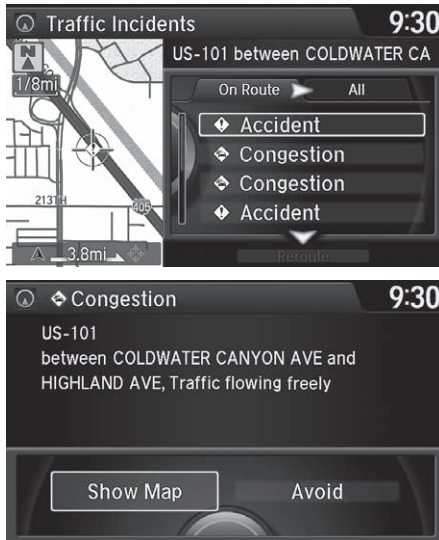 Traffic Incidents
9:30
N
US-101 between COLDWATER CA
1/8mi
On Route
All
Accident
Congestion
Congestion
213TH
405
Accident
3.8mi
Reroute
Congestion
9:30
US-101
between COLDWATER CANYON AVE and
HIGHLAND AVE, Traffic flowing freely
Show Map
Avoid